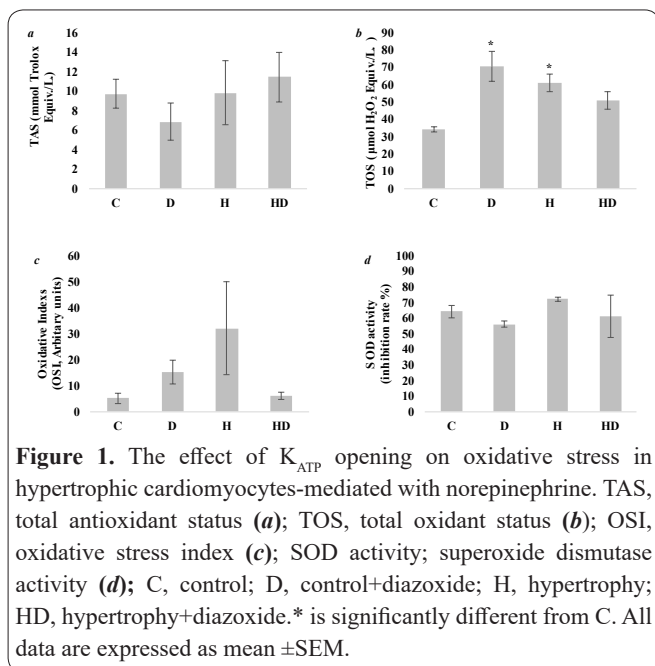 a
16
14
12
10
8
6
4
2
0
TAS (mmol Trolox
Equiv./L)
C D H HD
b
90
80
70
60
50
40
30
20
10
0
TOS (µmol H₂O₂ Equiv./L )
* *
C D H HD
c
60
50
40
30
20
10
0
Oxidative Indexs
(OSI, Arbitary units)
C D H HD
d
100
90
80
70
60
50
40
30
20
10
0
SOD activity
(inhibition rate %)
C D H HD
Figure 1. The effect of K_ATP opening on oxidative stress in
hypertrophic cardiomyocytes-mediated with norepinephrine. TAS,
total antioxidant status (a); TOS, total oxidant status (b); OSI,
oxidative stress index (c); SOD activity; superoxide dismutase
activity (d); C, control; D, control+diazoxide; H, hypertrophy;
HD, hypertrophy+diazoxide.* is significantly different from C. All
data are expressed as mean ±SEM.